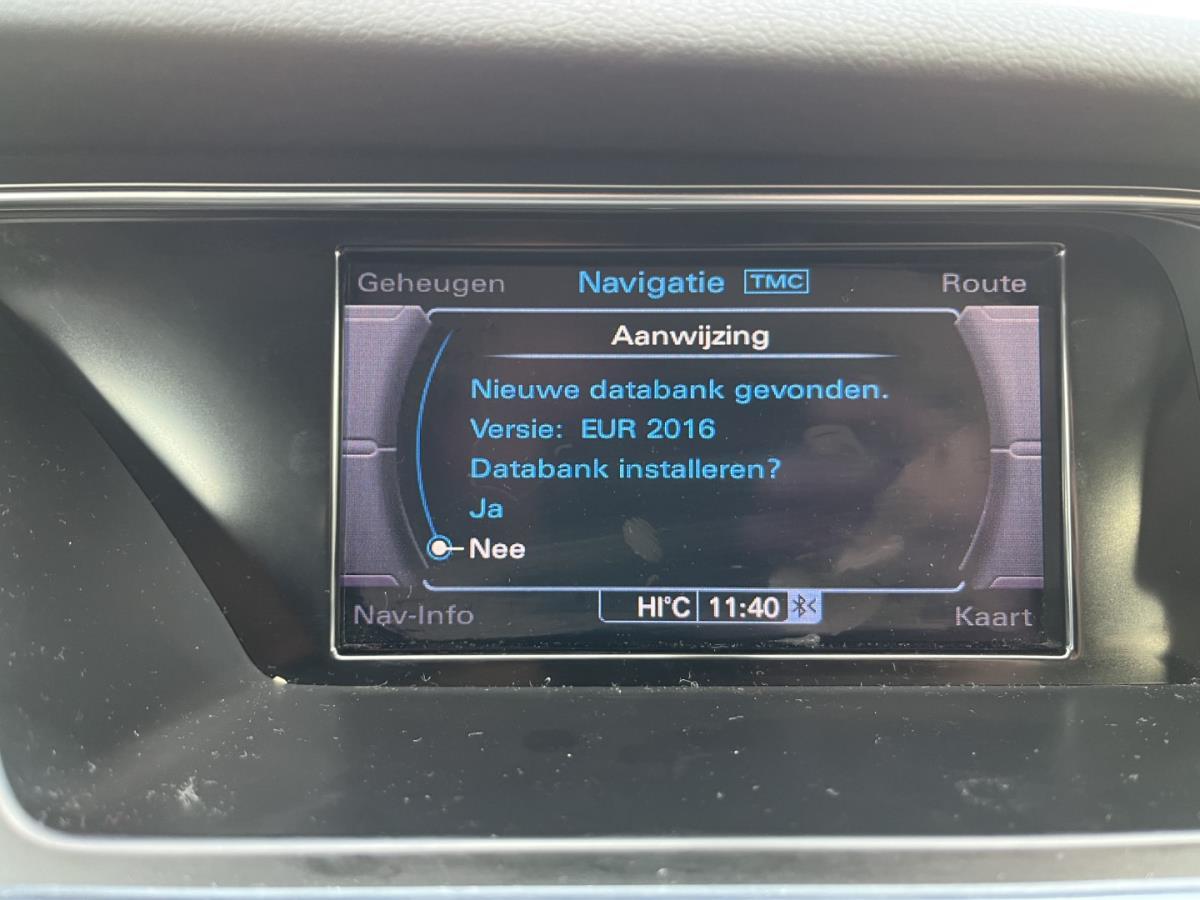 Geheugen Navigatie TMC Route
Aanwijzing
Nieuwe databank gevonden.
Versie: EUR 2016
Databank installeren?
Ja
Nee
Nav-Info HI°C 11:40 Kaart